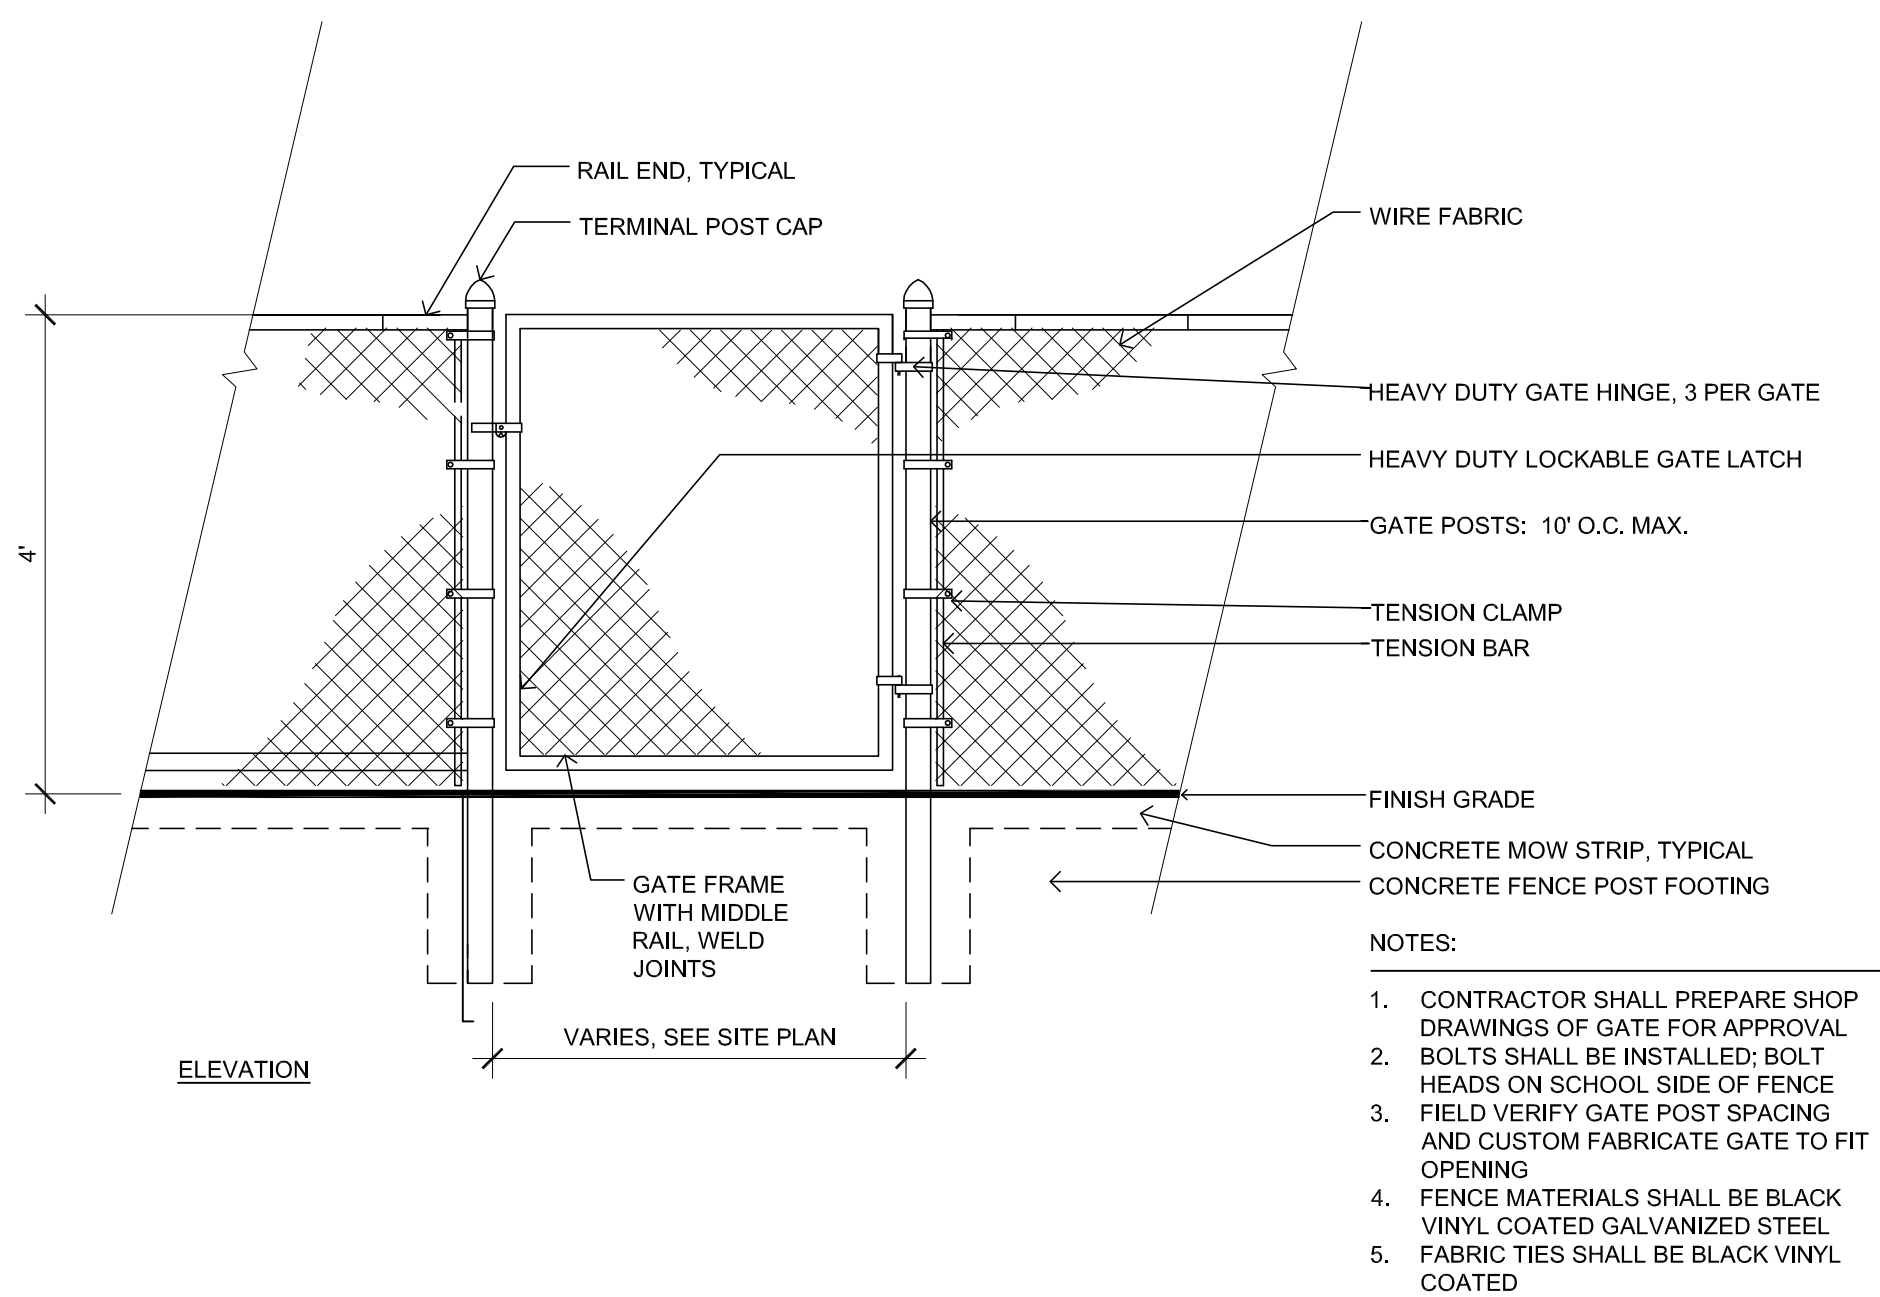 RAIL END, TYPICAL
TERMINAL POST CAP
WIRE FABRIC
HEAVY DUTY GATE HINGE, 3 PER GATE
HEAVY DUTY LOCKABLE GATE LATCH
GATE POSTS: 10' O.C. MAX.
4'
TENSION CLAMP
TENSION BAR
FINISH GRADE
CONCRETE MOW STRIP, TYPICAL
CONCRETE FENCE POST FOOTING
GATE FRAME
WITH MIDDLE
RAIL, WELD
JOINTS
VARIES, SEE SITE PLAN
ELEVATION
NOTES:
1. CONTRACTOR SHALL PREPARE SHOP
DRAWINGS OF GATE FOR APPROVAL
2. BOLTS SHALL BE INSTALLED; BOLT
HEADS ON SCHOOL SIDE OF FENCE
3. FIELD VERIFY GATE POST SPACING
AND CUSTOM FABRICATE GATE TO FIT
OPENING
4. FENCE MATERIALS SHALL BE BLACK
VINYL COATED GALVANIZED STEEL
5. FABRIC TIES SHALL BE BLACK VINYL
COATED